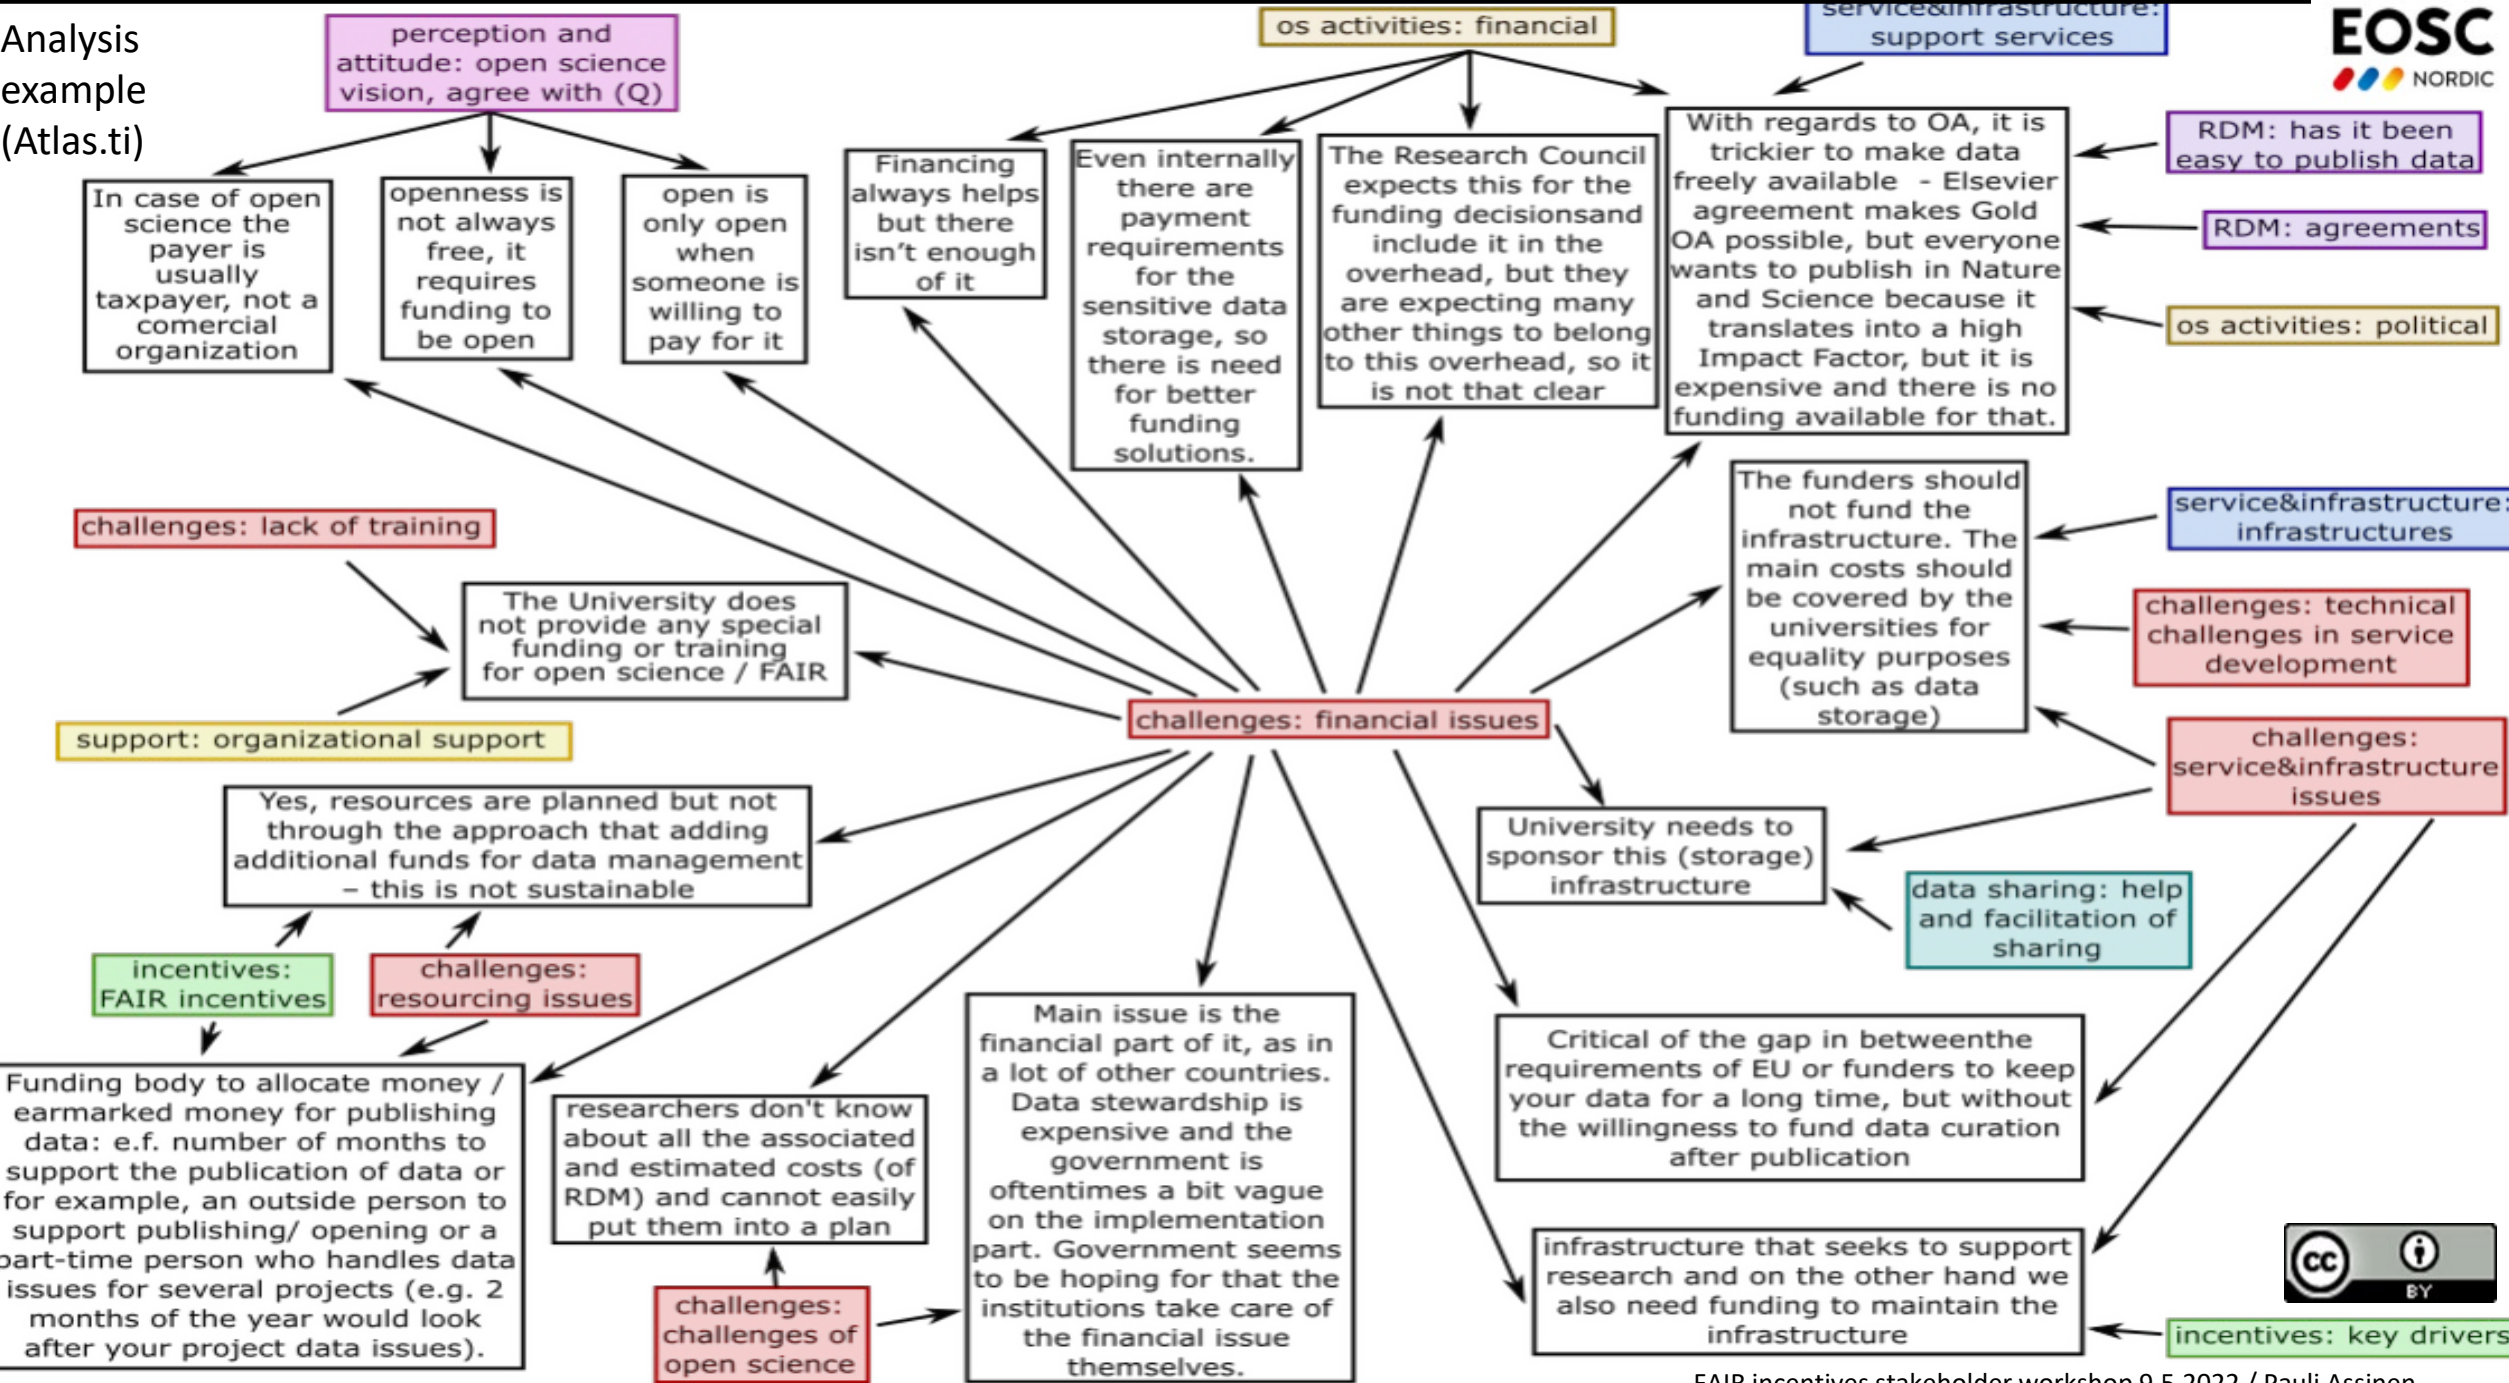 Analysis
example
(Atlas.ti)
perception and
attitude: open science
vision, agree with (Q)
os activities: financial
service&infrastructure:
support services
EOSC
NORDIC
In case of open
science the
payer is
usually
taxpayer, not a
comercial
organization
openness is
not always
free, it
requires
funding to
be open
open is
only open
when
someone is
willing to
pay for it
Financing
always helps
but there
isn't enough
of it
Even internally
there are
payment
requirements
for the
sensitive data
storage, so
there is need
for better
funding
solutions.
The Research Council
expects this for the
funding decisionsand
include it in the
overhead, but they
are expecting many
other things to belong
to this overhead, so it
is not that clear
With regards to OA, it is
trickier to make data
freely available - Elsevier
agreement makes Gold
OA possible, but everyone
wants to publish in Nature
and Science because it
translates into a high
Impact Factor, but it is
expensive and there is no
funding available for that.
RDM: has it been
easy to publish data
RDM: agreements
os activities: political
challenges: lack of training
The University does
not provide any special
funding or training
for open science / FAIR
support: organizational support
challenges: financial issues
The funders should
not fund the
infrastructure. The
main costs should
be covered by the
universities for
equality purposes
(such as data
storage)
service&infrastructure:
infrastructures
challenges: technical
challenges in service
development
challenges:
service&infrastructure
issues
Yes, resources are planned but not
through the approach that adding
additional funds for data management
– this is not sustainable
University needs to
sponsor this (storage)
infrastructure
data sharing: help
and facilitation of
sharing
incentives:
FAIR incentives
challenges:
resourcing issues
Funding body to allocate money /
earmarked money for publishing
data: e.f. number of months to
support the publication of data or
for example, an outside person to
support publishing/ opening or a
part-time person who handles data
issues for several projects (e.g. 2
months of the year would look
after your project data issues).
researchers don't know
about all the associated
and estimated costs (of
RDM) and cannot easily
put them into a plan
challenges:
challenges of
open science
Main issue is the
financial part of it, as in
a lot of other countries.
Data stewardship is
expensive and the
government is
oftentimes a bit vague
on the implementation
part. Government seems
to be hoping for that the
institutions take care of
the financial issue
themselves.
Critical of the gap in betweenthe
requirements of EU or funders to keep
your data for a long time, but without
the willingness to fund data curation
after publication
infrastructure that seeks to support
research and on the other hand we
also need funding to maintain the
infrastructure
cc
BY
incentives: key drivers
FAIR incentives stakeholder workshop 9.5.2022 / Pauli Assinen